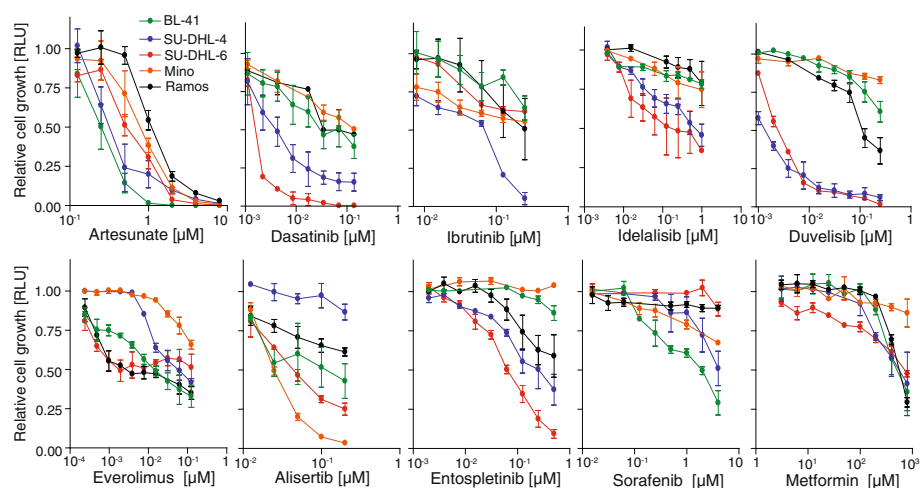 BL-41
SU-DHL-4
SU-DHL-6
Mino
Ramos
Relative cell growth [RLU]
1.00
0.75
0.50
0.25
0.00
10⁻¹ 1 10
Artesunate [µM]
10⁻³ 10⁻² 10⁻¹ 1
Dasatinib [µM]
10⁻² 10⁻¹ 1
Ibrutinib [µM]
10⁻³ 10⁻² 10⁻¹ 1 10
Idelalisib [µM]
10⁻³ 10⁻² 10⁻¹ 1
Duvelisib [µM]
Relative cell growth [RLU]
1.00
0.75
0.50
0.25
0.00
10⁻⁴ 10⁻³ 10⁻² 10⁻¹ 1
Everolimus [µM]
10⁻² 10⁻¹ 1
Alisertib [µM]
10⁻³ 10⁻² 10⁻¹ 1
Entospletinib [µM]
10⁻² 10⁻¹ 1 10
Sorafenib [µM]
1 10¹ 10² 10³
Metformin [µM]